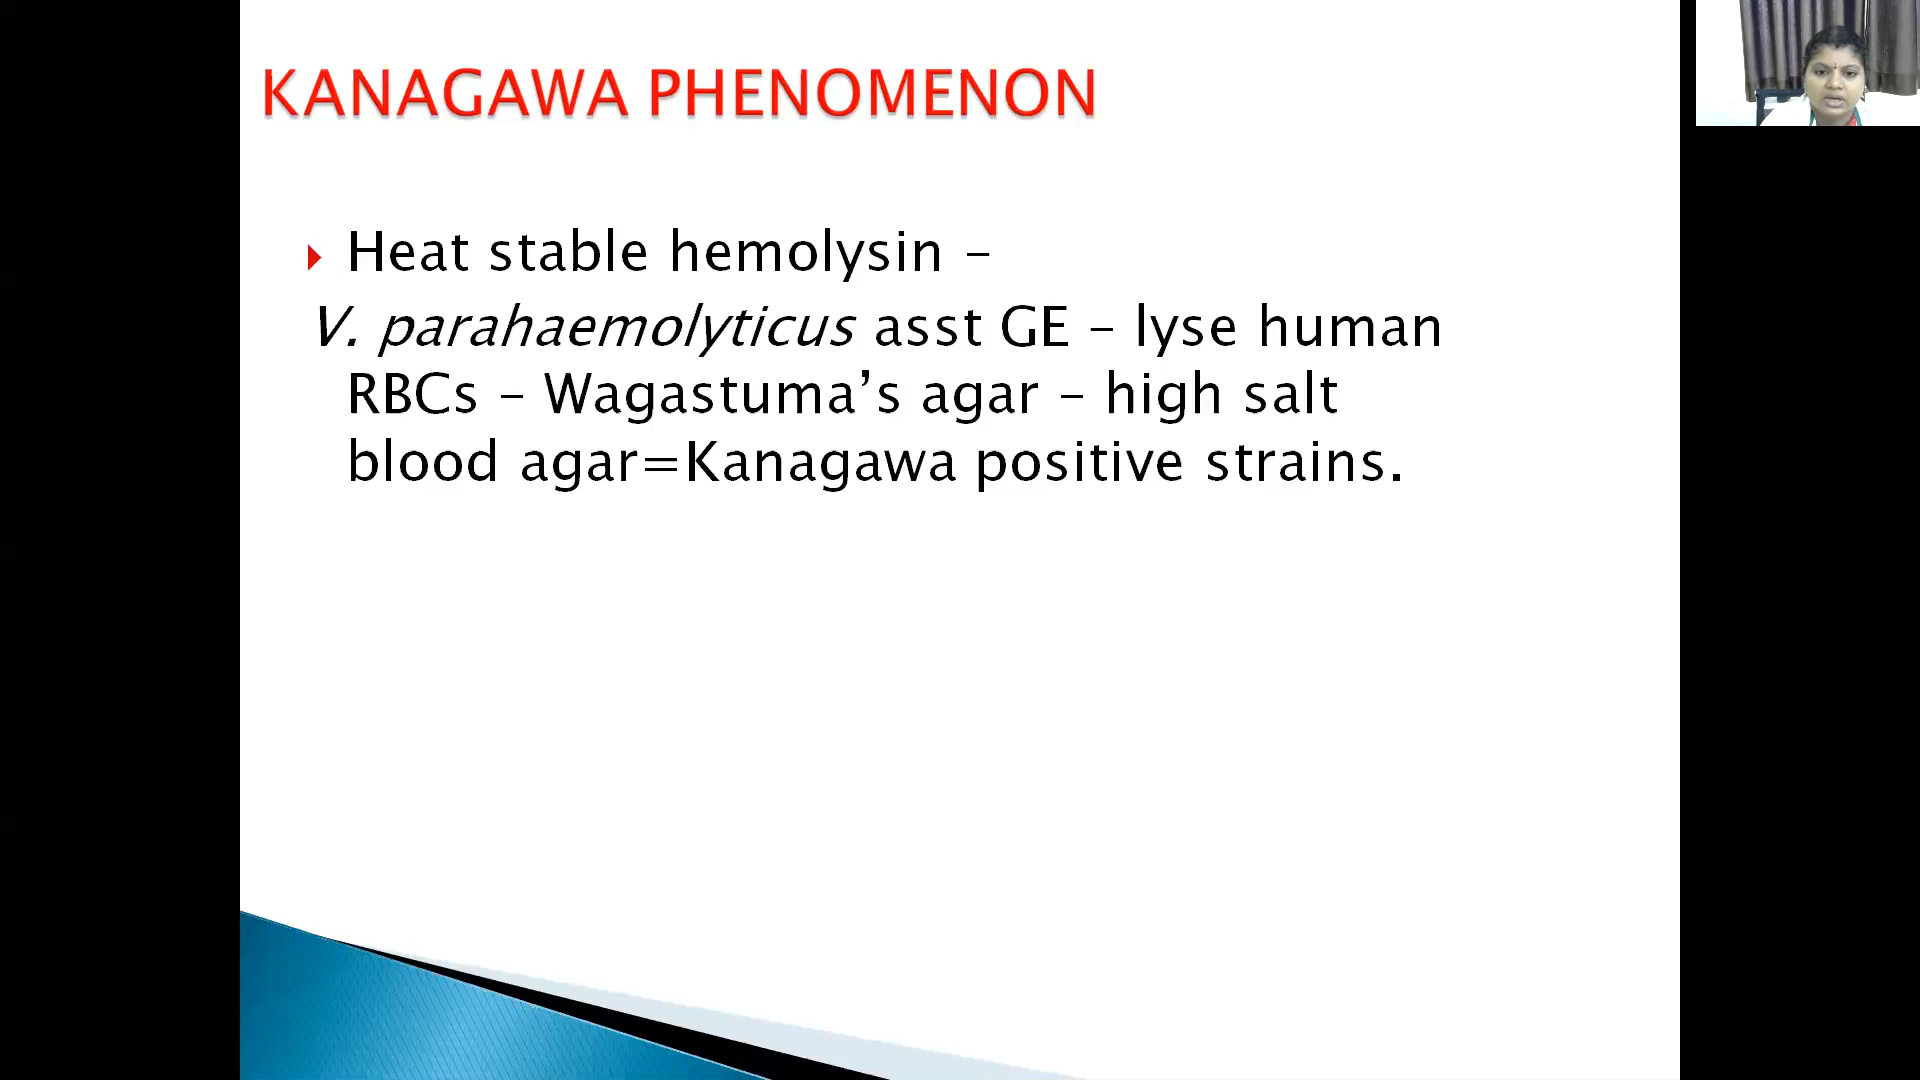 KANAGAWA PHENOMENON
Heat stable hemolysin –
V. parahaemolyticus asst GE – lyse human
RBCs – Wagastuma’s agar – high salt
blood agar=Kanagawa positive strains.